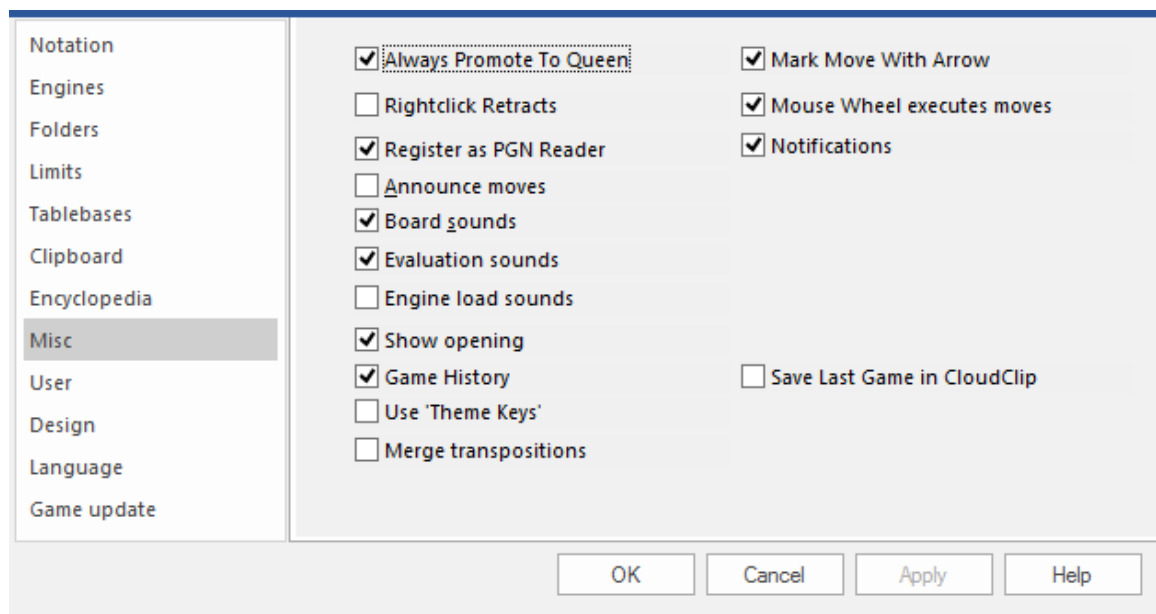 Notation
Engines
Folders
Limits
Tablebases
Clipboard
Encyclopedia
Misc
User
Design
Language
Game update
Always Promote To Queen
Rightclick Retracts
Register as PGN Reader
Announce moves
Board sounds
Evaluation sounds
Engine load sounds
Show opening
Game History
Use 'Theme Keys'
Merge transpositions
Mark Move With Arrow
Mouse Wheel executes moves
Notifications
Save Last Game in CloudClip
OK
Cancel
Apply
Help